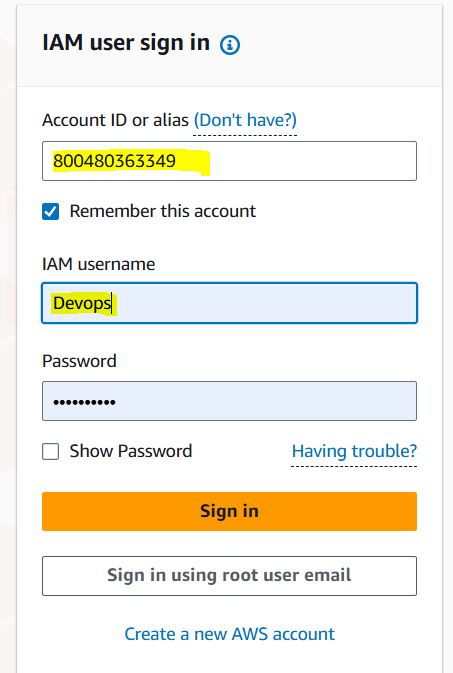 IAM user sign in
Account ID or alias (Don't have?)
800480363349
Remember this account
IAM username
Devops
Password
••••••••••
Show Password
Having trouble?
Sign in
Sign in using root user email
Create a new AWS account